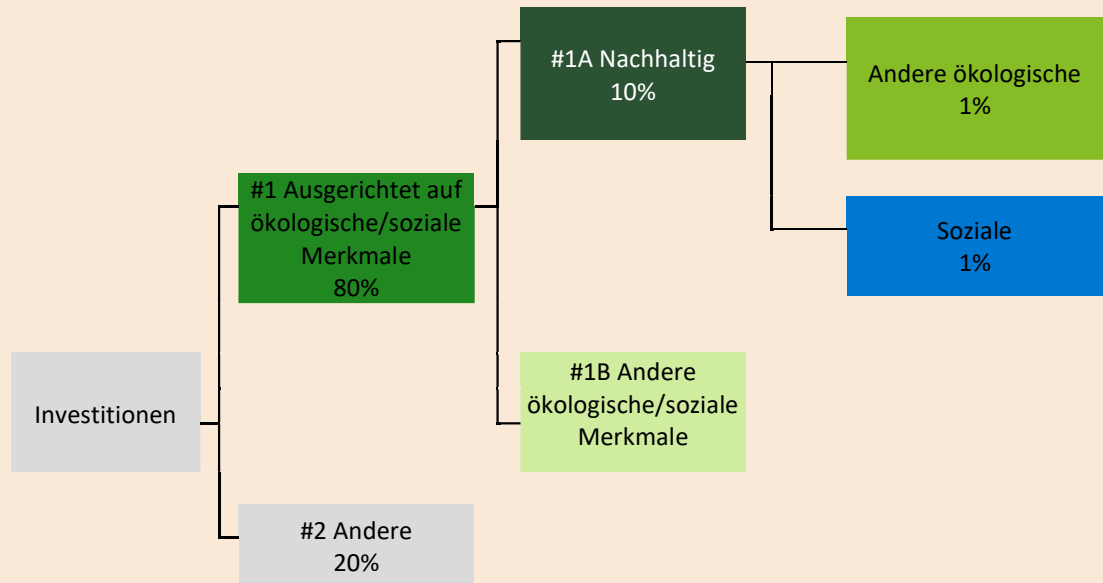 #1A Nachhaltig
10%
Andere ökologische
1%
#1 Ausgerichtet auf
ökologische/soziale
Merkmale
80%
Soziale
1%
Investitionen
#1B Andere
ökologische/soziale
Merkmale
#2 Andere
20%